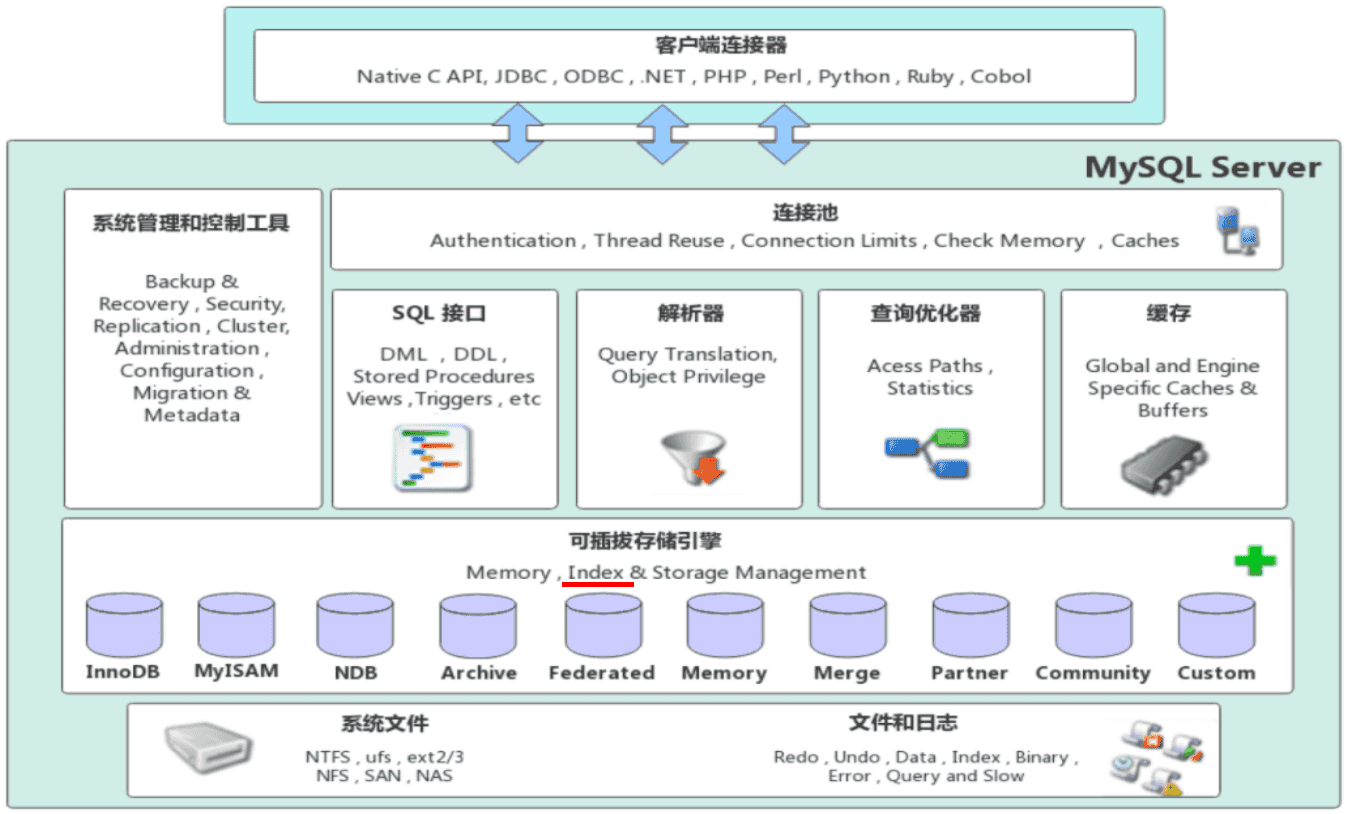 客户端连接器
Native C API, JDBC , ODBC , .NET , PHP , Perl , Python , Ruby , Cobol
MySQL Server
系统管理和控制工具
Backup &
Recovery , Security,
Replication , Cluster,
Administration ,
Configuration ,
Migration &
Metadata
连接池
Authentication , Thread Reuse , Connection Limits , Check Memory , Caches
SQL 接口
DML , DDL ,
Stored Procedures
Views ,Triggers , etc
解析器
Query Translation,
Object Privilege
查询优化器
Acess Paths ,
Statistics
缓存
Global and Engine
Specific Caches &
Buffers
可插拔存储引擎
Memory , Index & Storage Management
InnoDB MyISAM NDB Archive Federated Memory Merge Partner Community Custom
系统文件
NTFS , ufs , ext2/3
NFS , SAN , NAS
文件和日志
Redo , Undo , Data , Index , Binary ,
Error , Query and Slow